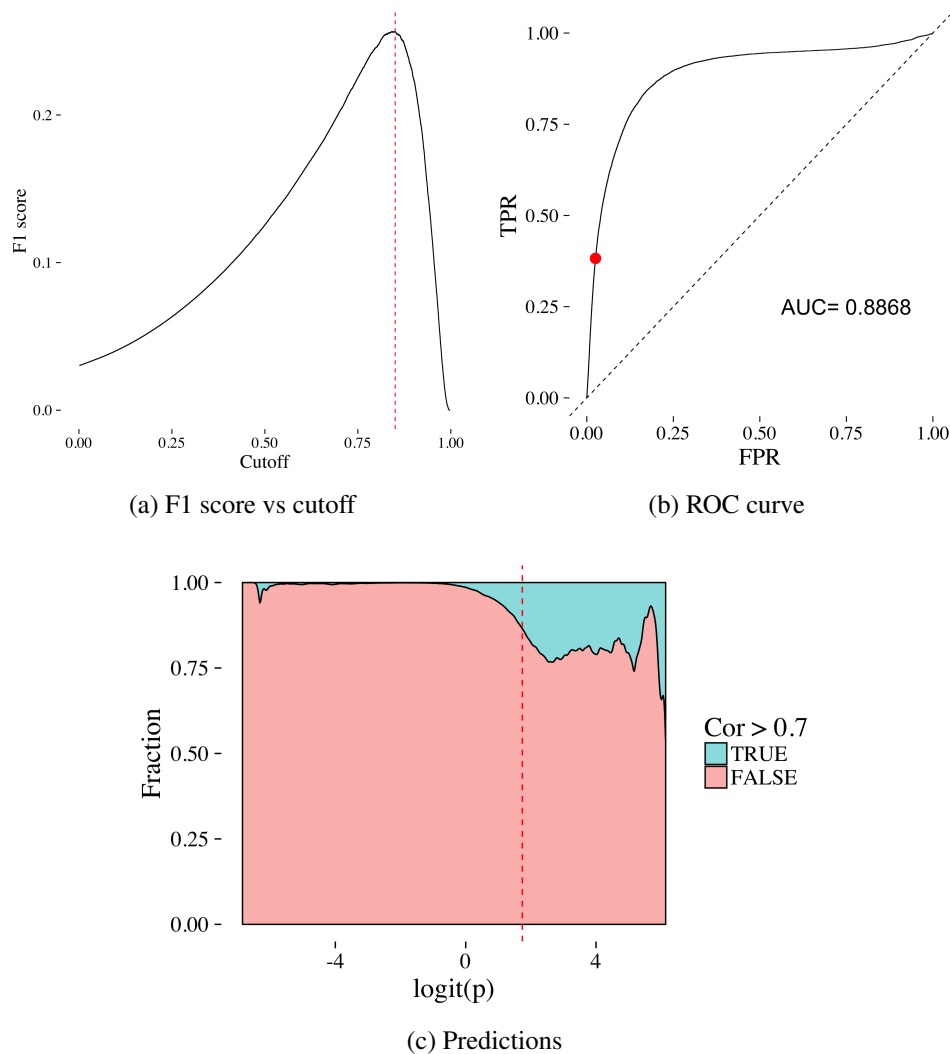 F1 score
0.2
0.1
0.0
0.00 0.25 0.50 0.75 1.00
Cutoff
(a) F1 score vs cutoff
TPR
1.00
0.75
0.50
0.25
0.00
AUC= 0.8868
0.00 0.25 0.50 0.75 1.00
FPR
(b) ROC curve
Fraction
1.00
0.75
0.50
0.25
0.00
-4 0 4
logit(p)
Cor > 0.7
TRUE
FALSE
(c) Predictions